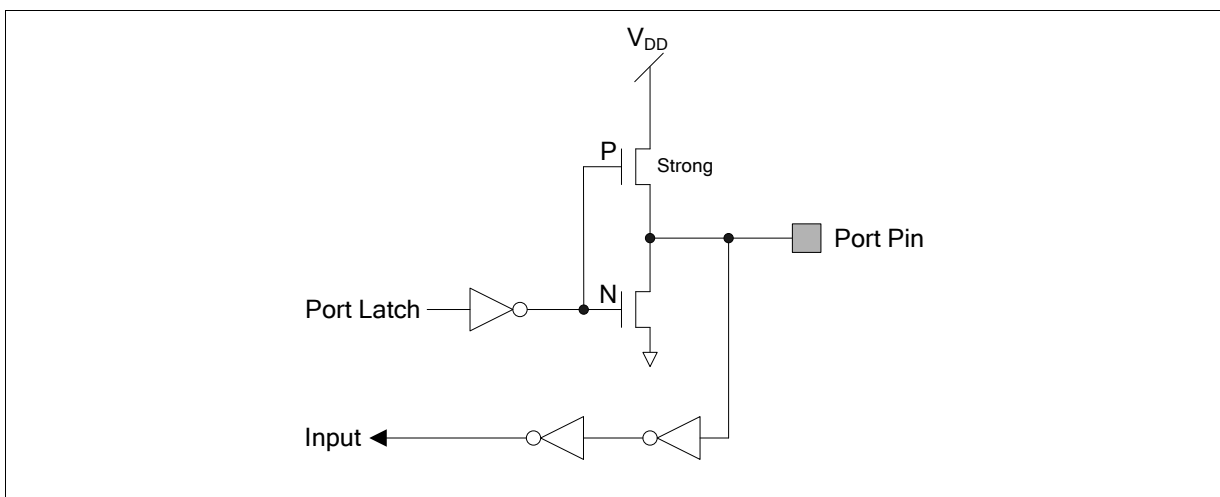 VDD
P
Strong
Port Pin
N
Port Latch
Input